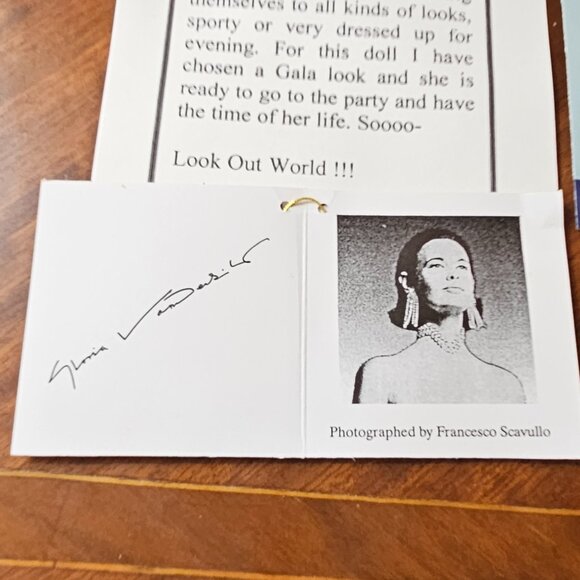 themselves to all kinds of looks,
sporty or very dressed up for
evening. For this doll I have
chosen a Gala look and she is
ready to go to the party and have
the time of her life. Soooo-
Look Out World !!!
Gloria Vanderbilt
Photographed by Francesco Scavullo